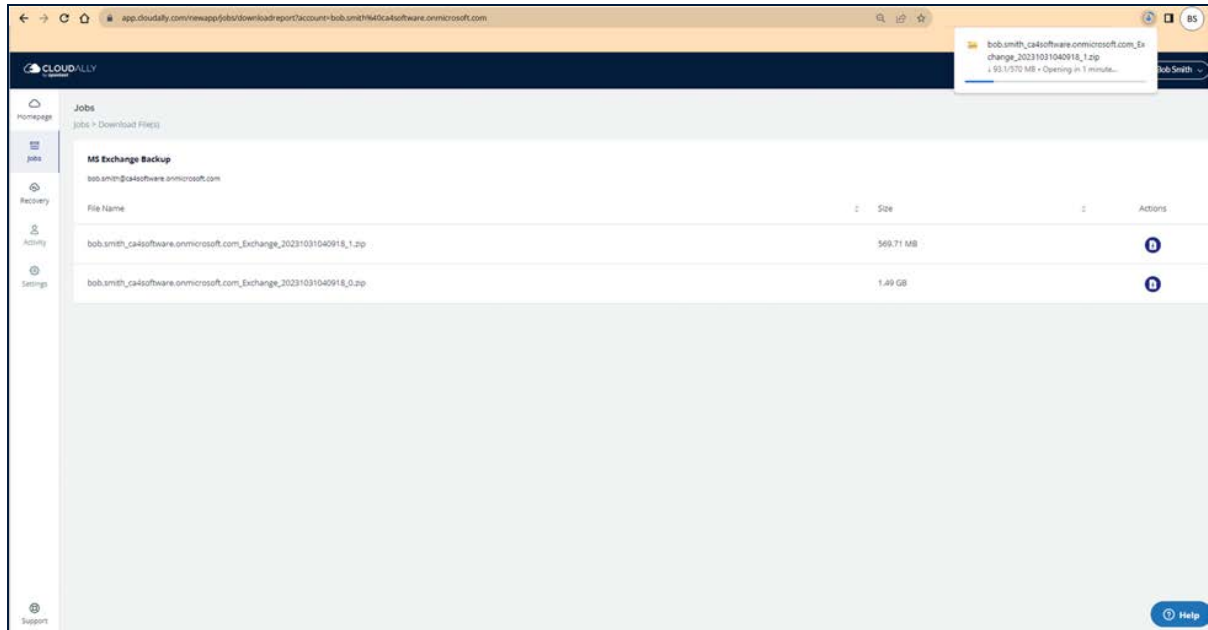 app.cloudally.com/newapp/jobs/downloadreport?account=bob.smith%40ca4software.onmicrosoft.com
BS
bob.smith_ca4software.onmicrosoft.com_Ex
change_20231031040918_1.zip
↓ 93.1/570 MB • Opening in 1 minute...
CLOUDALLY
by opentext
Bob Smith
Homepage
Jobs
Recovery
Activity
Settings
Support
Jobs
Jobs > Download File(s)
MS Exchange Backup
bob.smith@ca4software.onmicrosoft.com
File Name Size Actions
bob.smith_ca4software.onmicrosoft.com_Exchange_20231031040918_1.zip 569.71 MB
bob.smith_ca4software.onmicrosoft.com_Exchange_20231031040918_0.zip 1.49 GB
Help